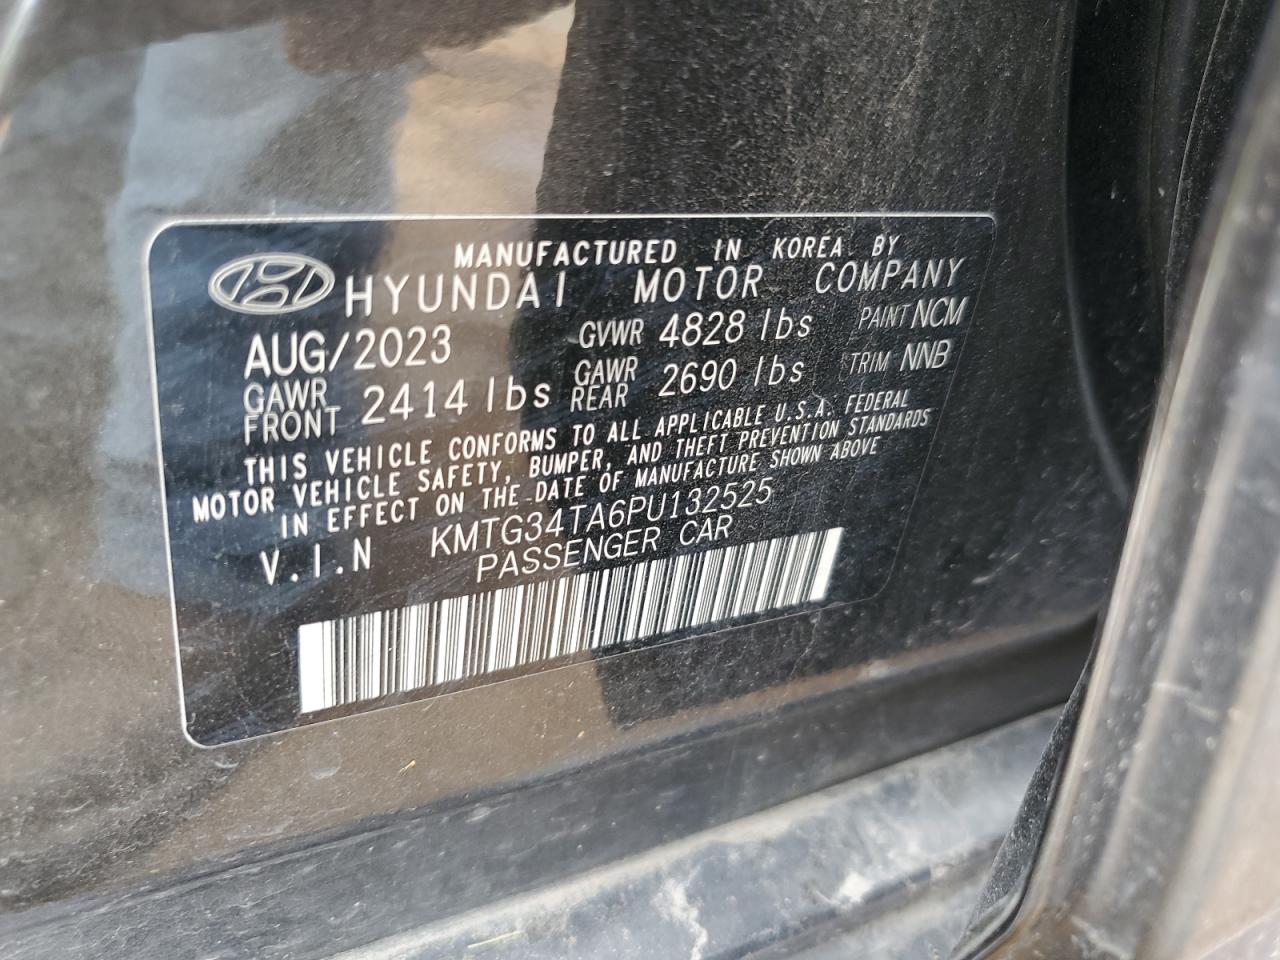 MANUFACTURED IN KOREA BY
HYUNDAI MOTOR COMPANY
AUG/2023 GVWR 4828 lbs PAINT NCM
GAWR FRONT 2414 lbs GAWR REAR 2690 lbs TRIM NNB
THIS VEHICLE CONFORMS TO ALL APPLICABLE U.S.A. FEDERAL
MOTOR VEHICLE SAFETY, BUMPER, AND THEFT PREVENTION STANDARDS
IN EFFECT ON THE DATE OF MANUFACTURE SHOWN ABOVE
V.I.N KMTG34TA6PU132525
PASSENGER CAR